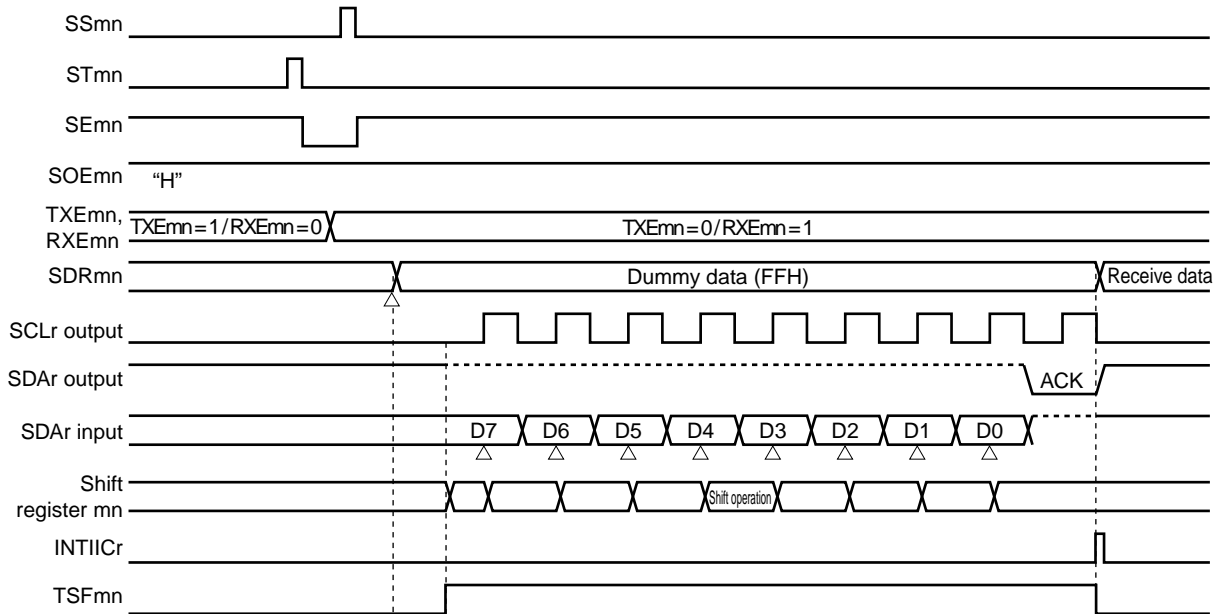 SSmn
STmn
SEmn
SOEmn “H”
TXEmn,
RXEmn
TXEmn=1/RXEmn=0 TXEmn=0/RXEmn=1
SDRmn Dummy data (FFH) Receive data
SCLr output
SDAr output ACK
SDAr input D7 D6 D5 D4 D3 D2 D1 D0
Shift
register mn
Shift operation
INTIICr
TSFmn